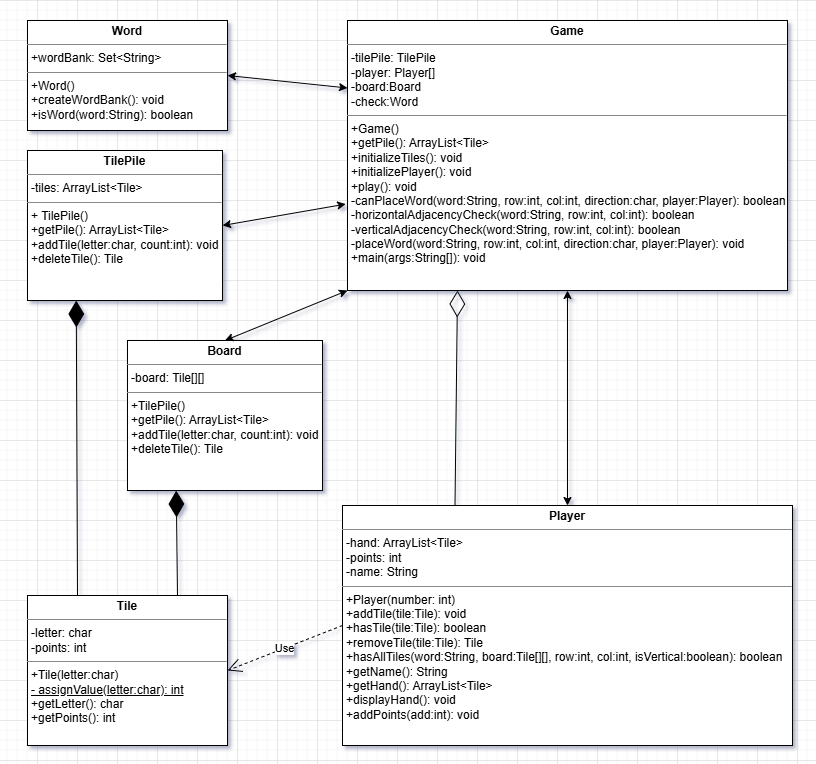 Word
+wordBank: Set<String>
+Word()
+createWordBank(): void
+isWord(word:String): boolean
Game
-tilePile: TilePile
-player: Player[]
-board:Board
-check:Word
+Game()
+getPile(): ArrayList<Tile>
+initializeTiles(): void
+initializePlayer(): void
+play(): void
-canPlaceWord(word:String, row:int, col:int, direction:char, player:Player): boolean
-horizontalAdjacencyCheck(word:String, row:int, col:int): boolean
-verticalAdjacencyCheck(word:String, row:int, col:int): boolean
-placeWord(word:String, row:int, col:int, direction:char, player:Player): void
+main(args:String[]): void
TilePile
-tiles: ArrayList<Tile>
+ TilePile()
+getPile(): ArrayList<Tile>
+addTile(letter:char, count:int): void
+deleteTile(): Tile
Board
-board: Tile[][]
+TilePile()
+getPile(): ArrayList<Tile>
+addTile(letter:char, count:int): void
+deleteTile(): Tile
Player
-hand: ArrayList<Tile>
-points: int
-name: String
+Player(number: int)
+addTile(tile:Tile): void
+hasTile(tile:Tile): boolean
+removeTile(tile:Tile): Tile
+hasAllTiles(word:String, board:Tile[][], row:int, col:int, isVertical:boolean): boolean
+getName(): String
+getHand(): ArrayList<Tile>
+displayHand(): void
+addPoints(add:int): void
Use
Tile
-letter: char
-points: int
+Tile(letter:char)
- assignValue(letter:char): int
+getLetter(): char
+getPoints(): int